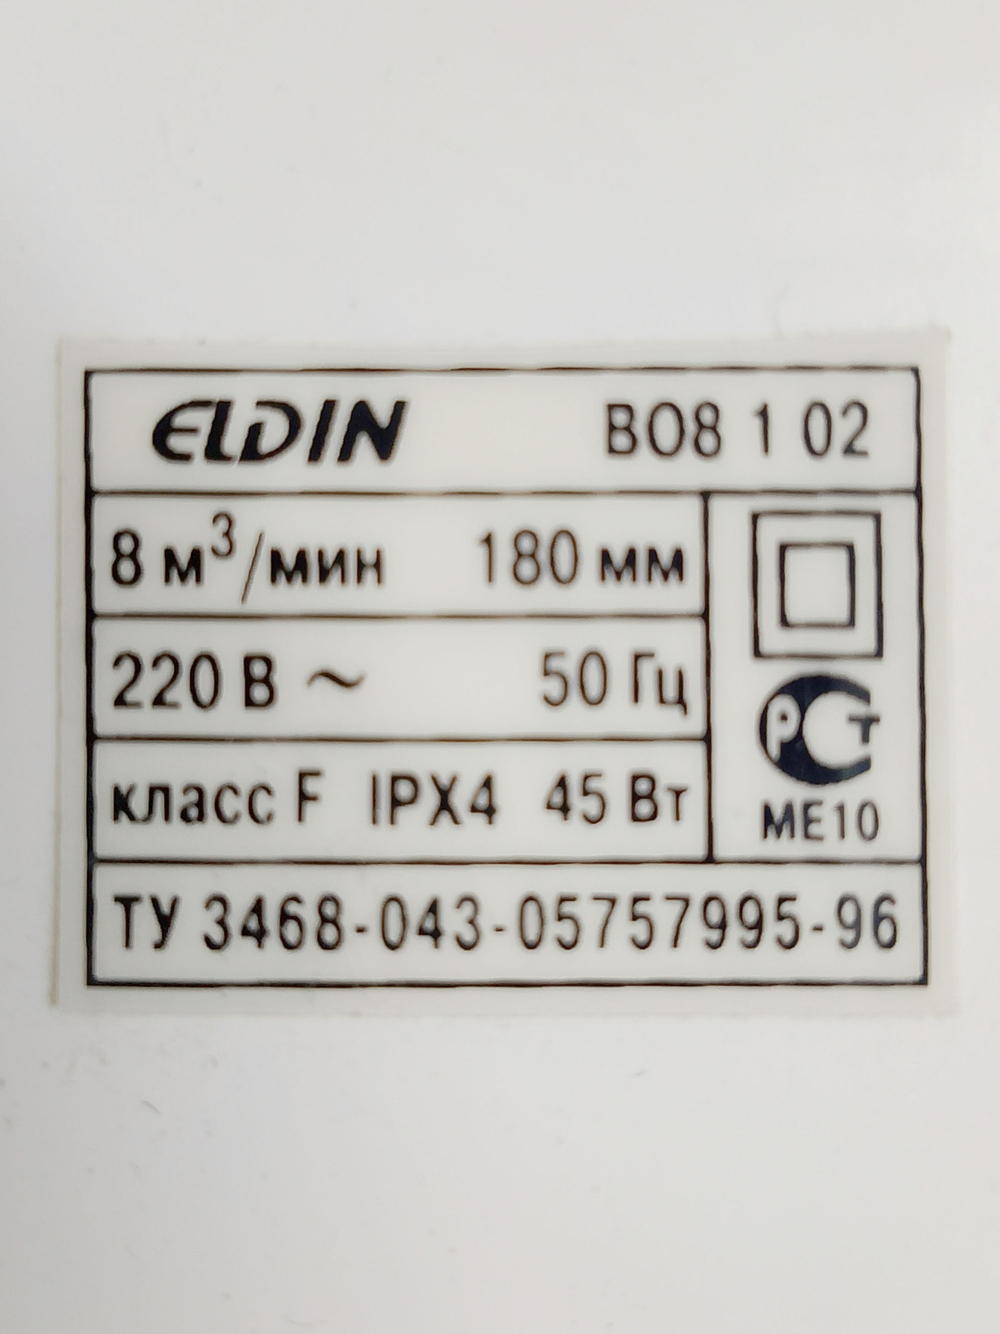 ELDIN ВО8 1 02
8 м³/мин 180 мм
220 В ~ 50 Гц
класс F IPX4 45 Вт
РСТ
МЕ10
ТУ 3468-043-05757995-96